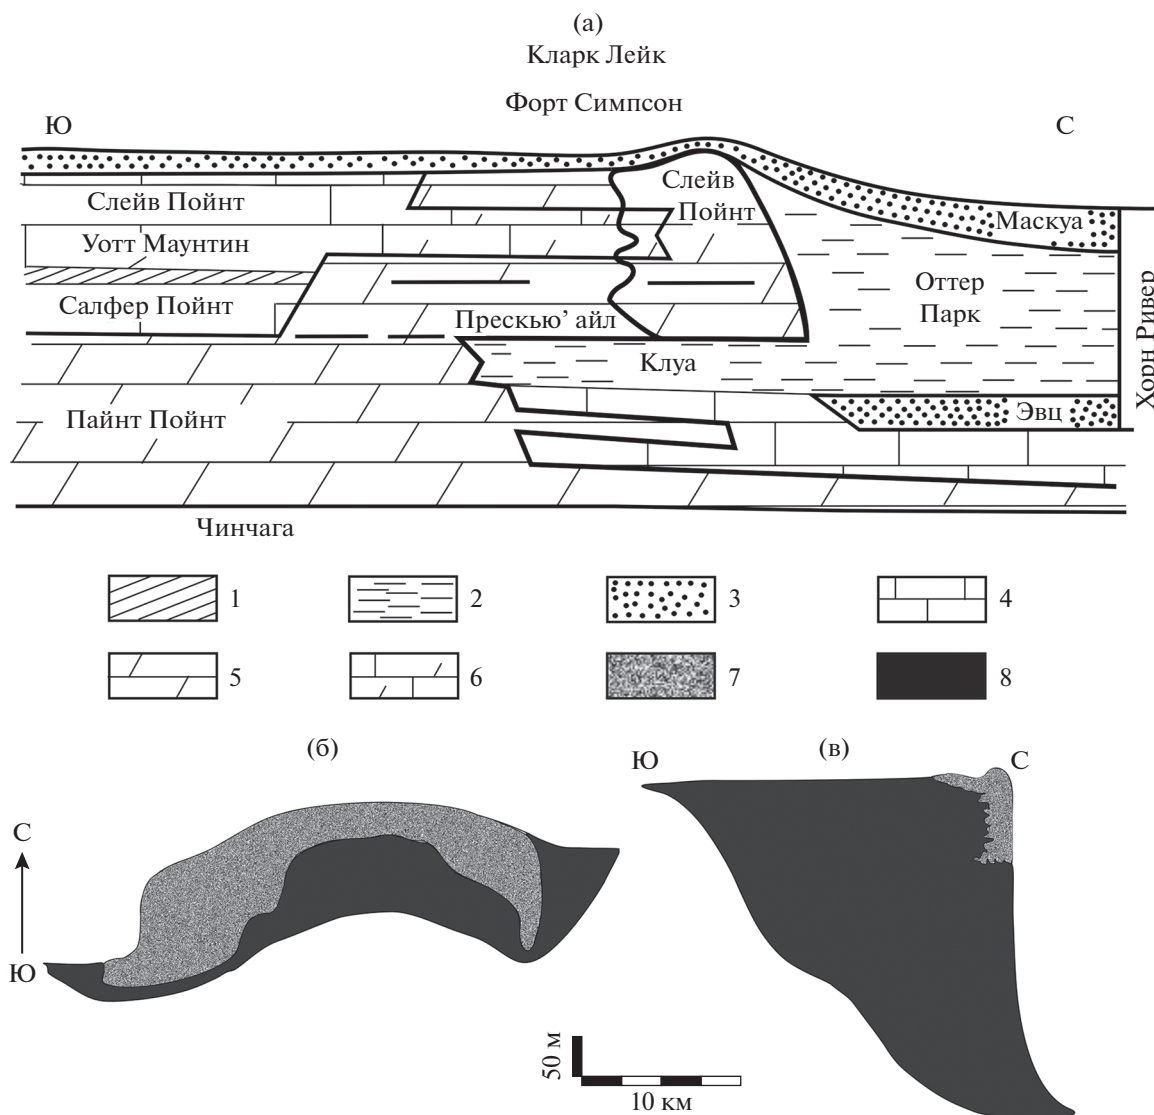 (а)
Кларк Лейк
Форт Симпсон
Ю
С
Слейв Пойнт
Слейв
Пойнт
Маскуа
Уотт Маунтин
Оттер
Парк
Салфер Пойнт
Прескью’ айл
Хорн Ривер
Клуа
Пайнт Пойнт
Эвц
Чинчага
1
2
3
4
5
6
7
8
(б)
(в)
Ю
С
С
Ю
50 м
10 км